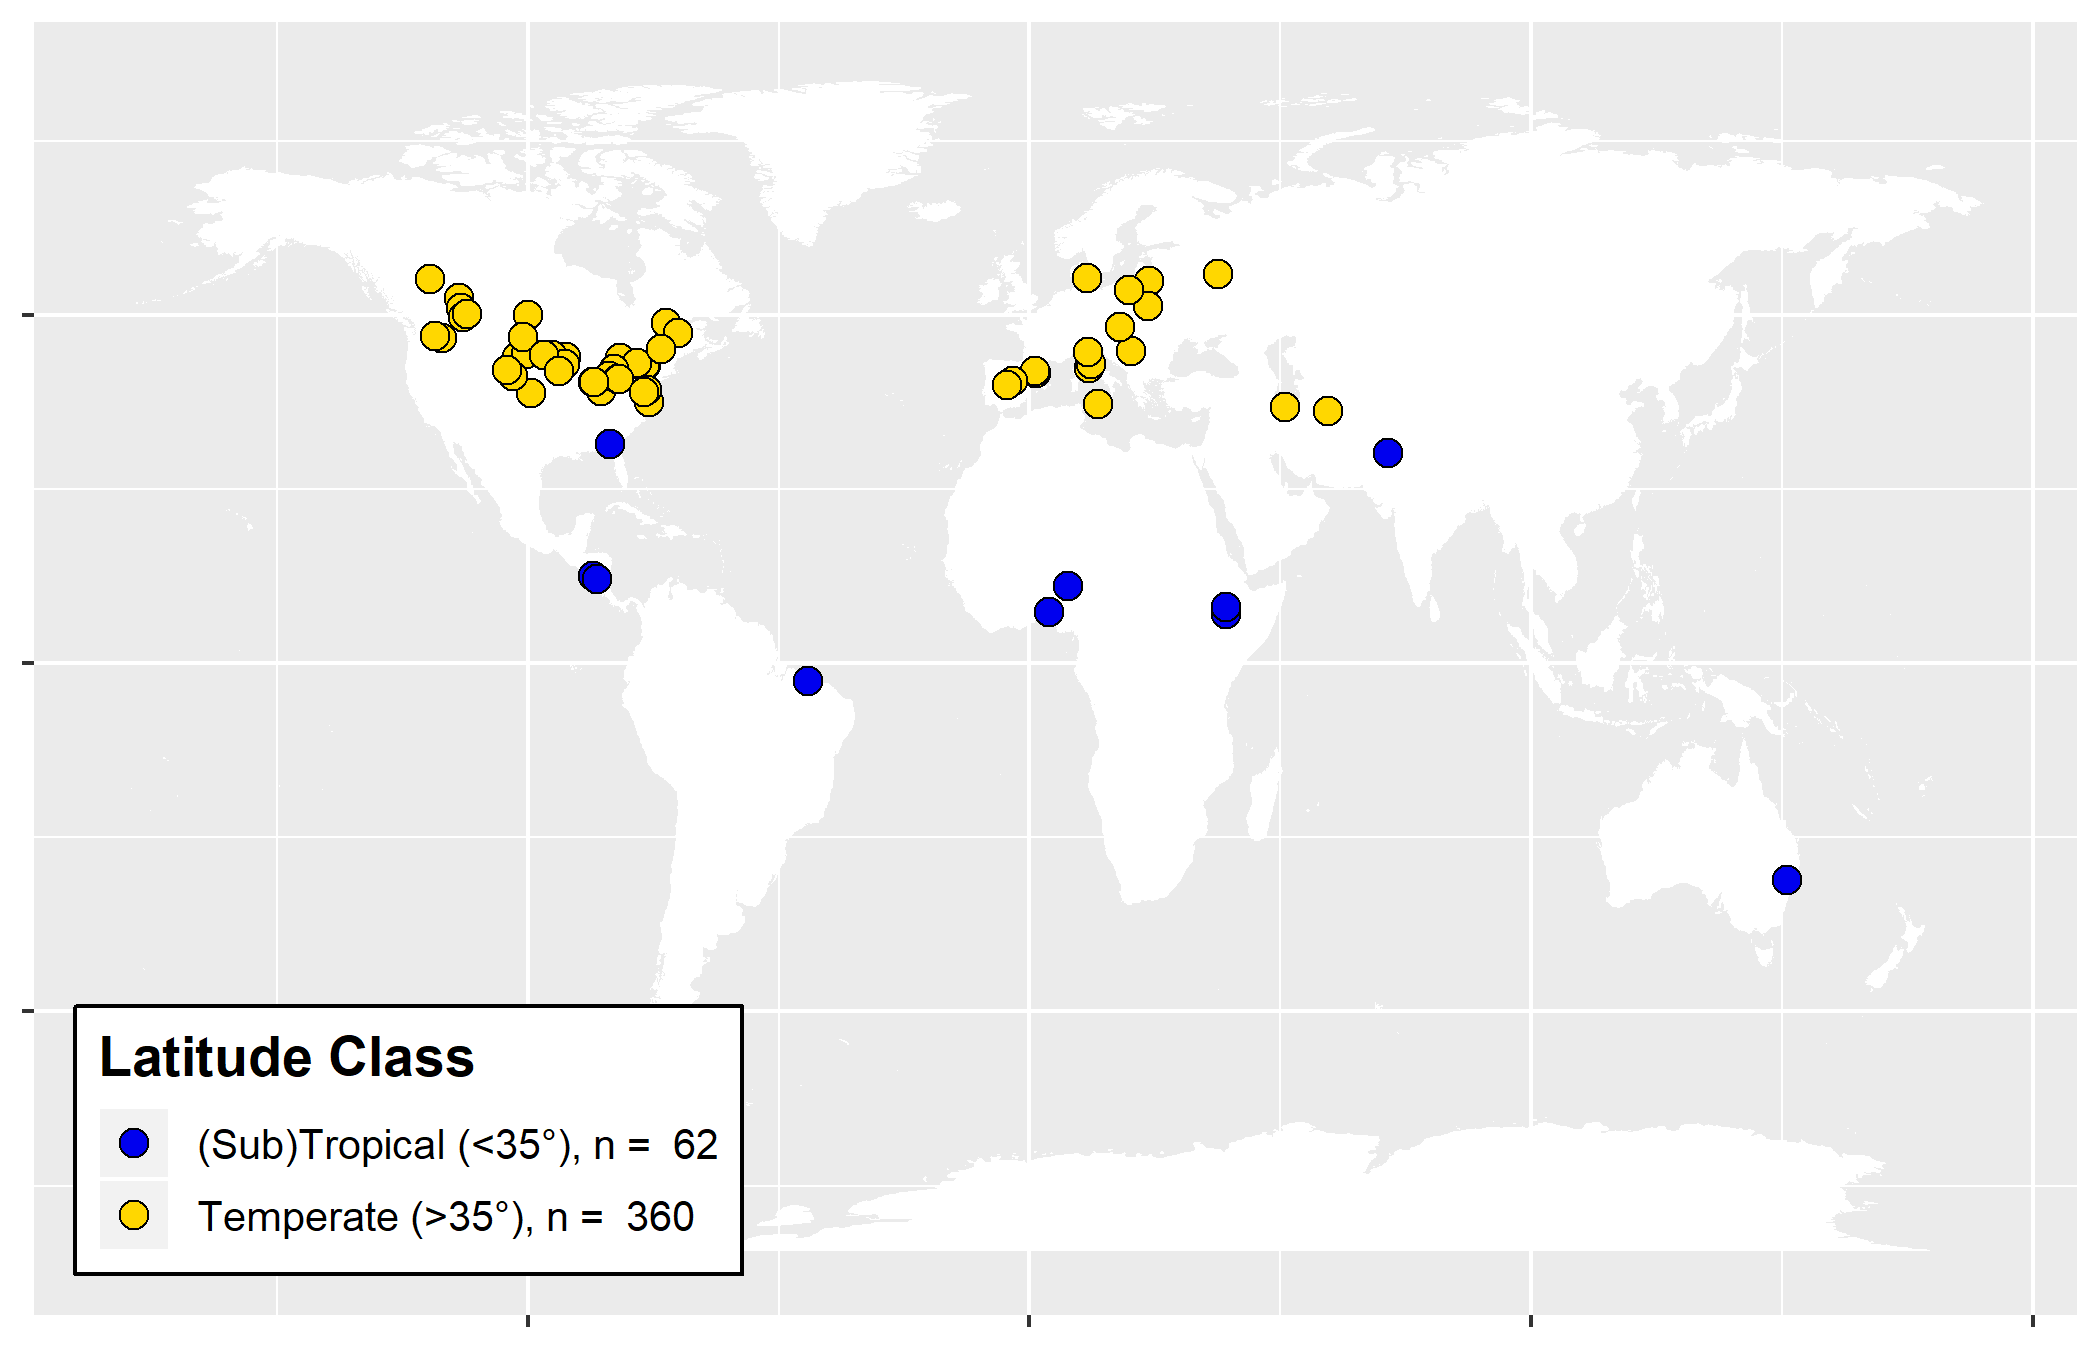 Latitude Class
(Sub)Tropical (<35°), n =  62
Temperate (>35°), n =  360